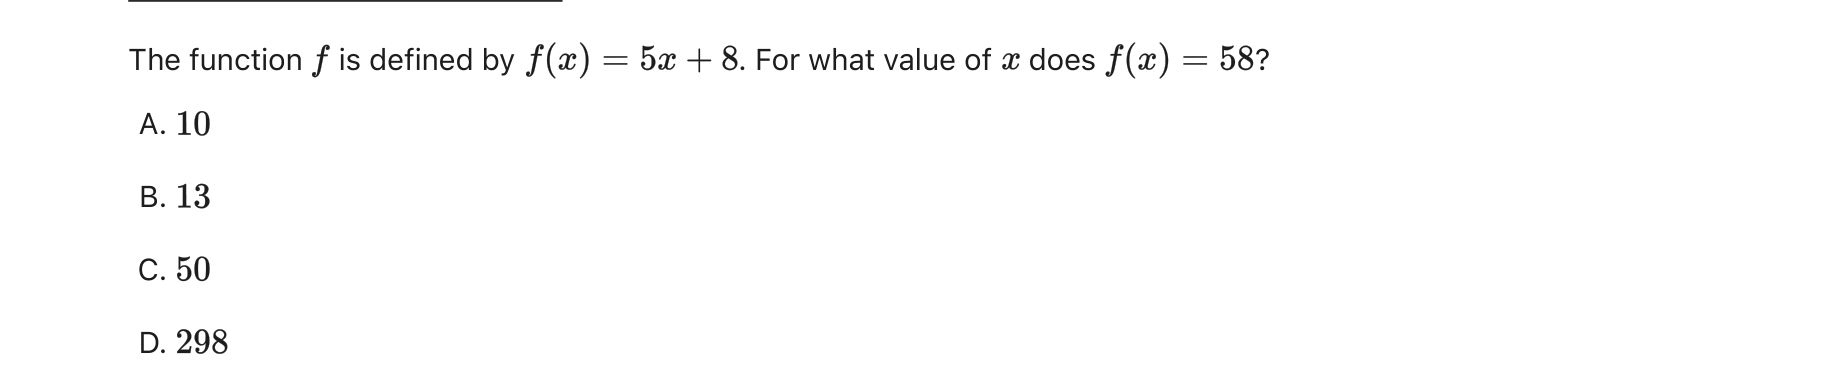 The function f is defined by f(x) = 5x + 8. For what value of x does f(x) = 58?
A. 10
B. 13
C. 50
D. 298